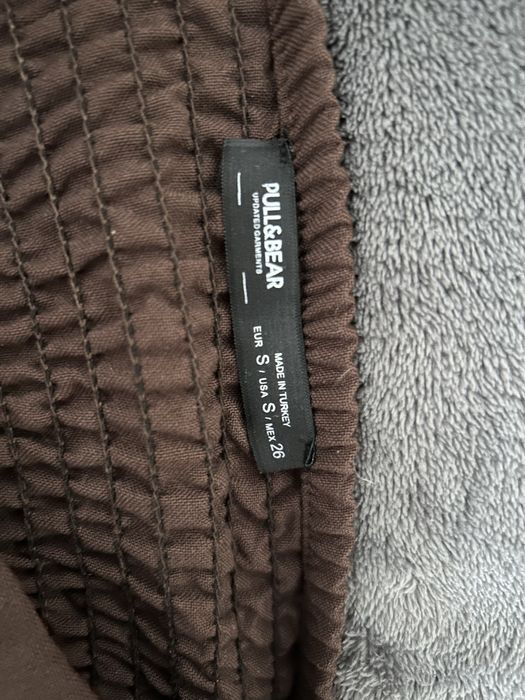 PULL&BEAR
UPDATED GARMENTS
MADE IN TURKEY
EUR S / USA S / MEX 26